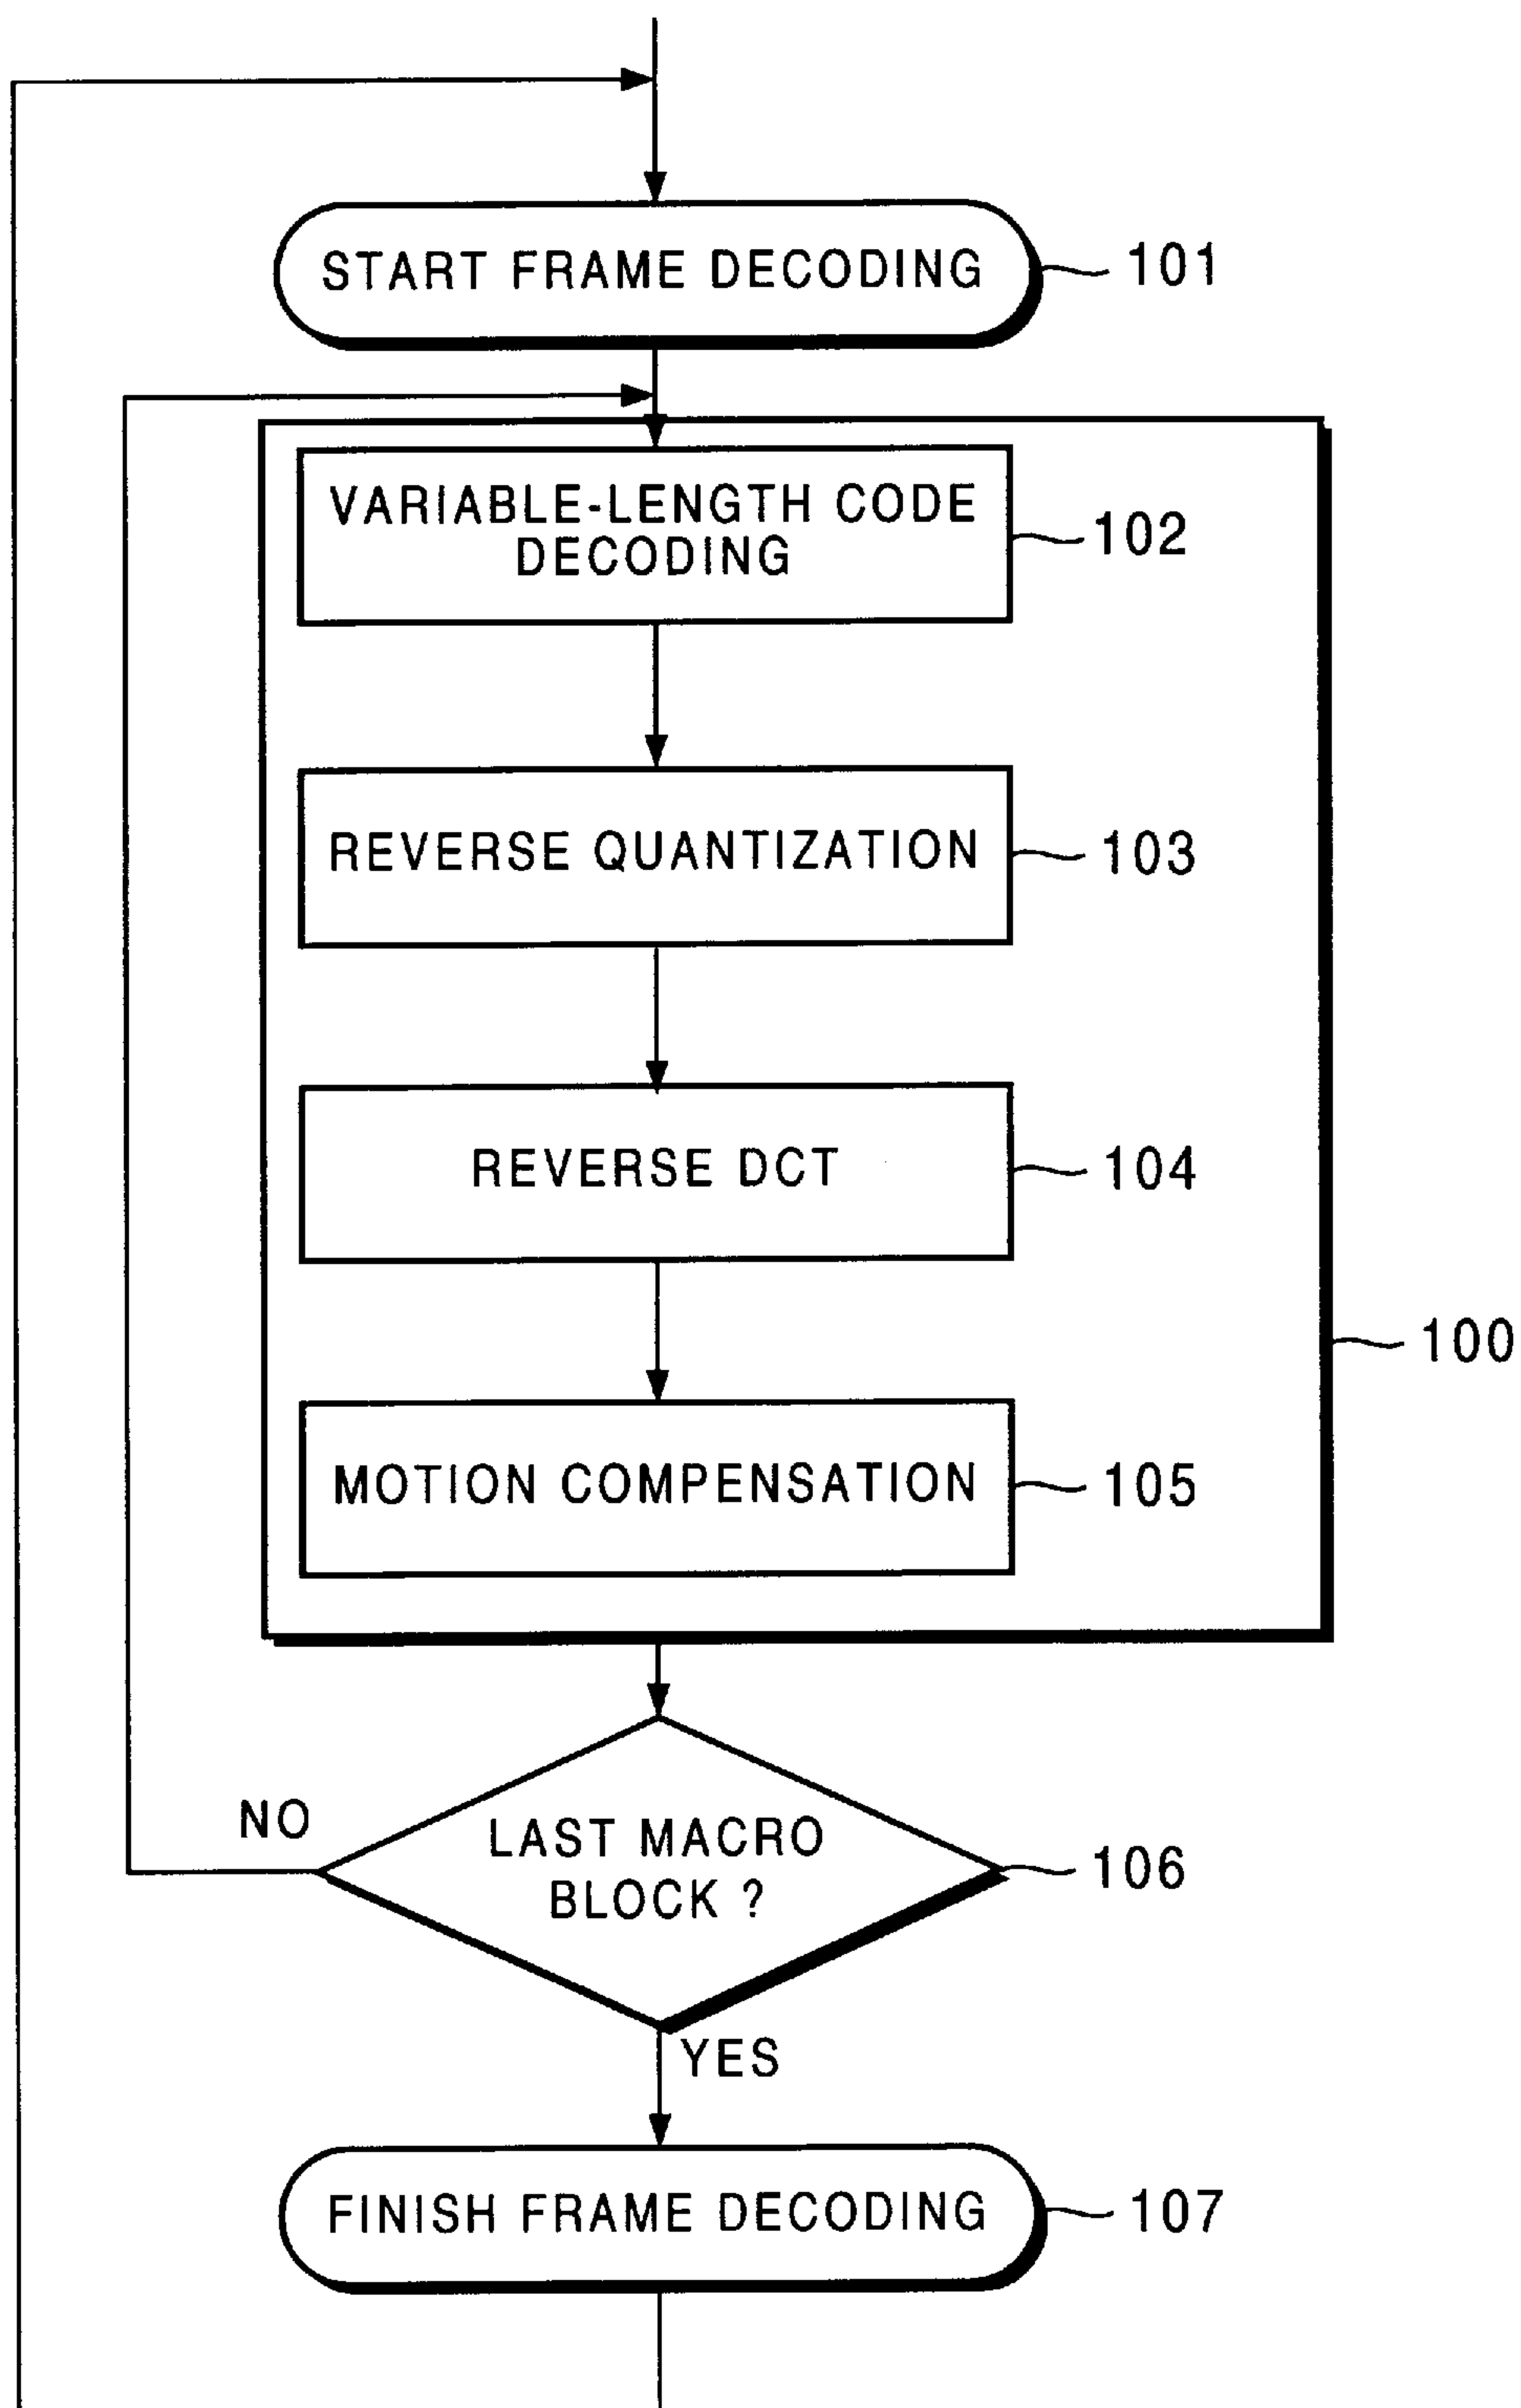 START FRAME DECODING
101
VARIABLE-LENGTH CODE
DECODING
102
REVERSE QUANTIZATION
103
REVERSE DCT
104
100
MOTION COMPENSATION
105
NO
LAST MACRO
BLOCK ?
106
YES
FINISH FRAME DECODING
107